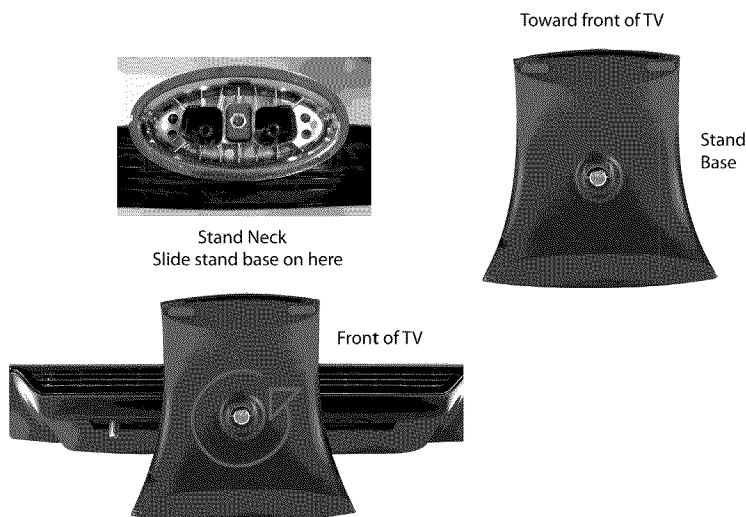 Toward front of TV
Stand
Base
Stand Neck
Slide stand base on here
Front of TV